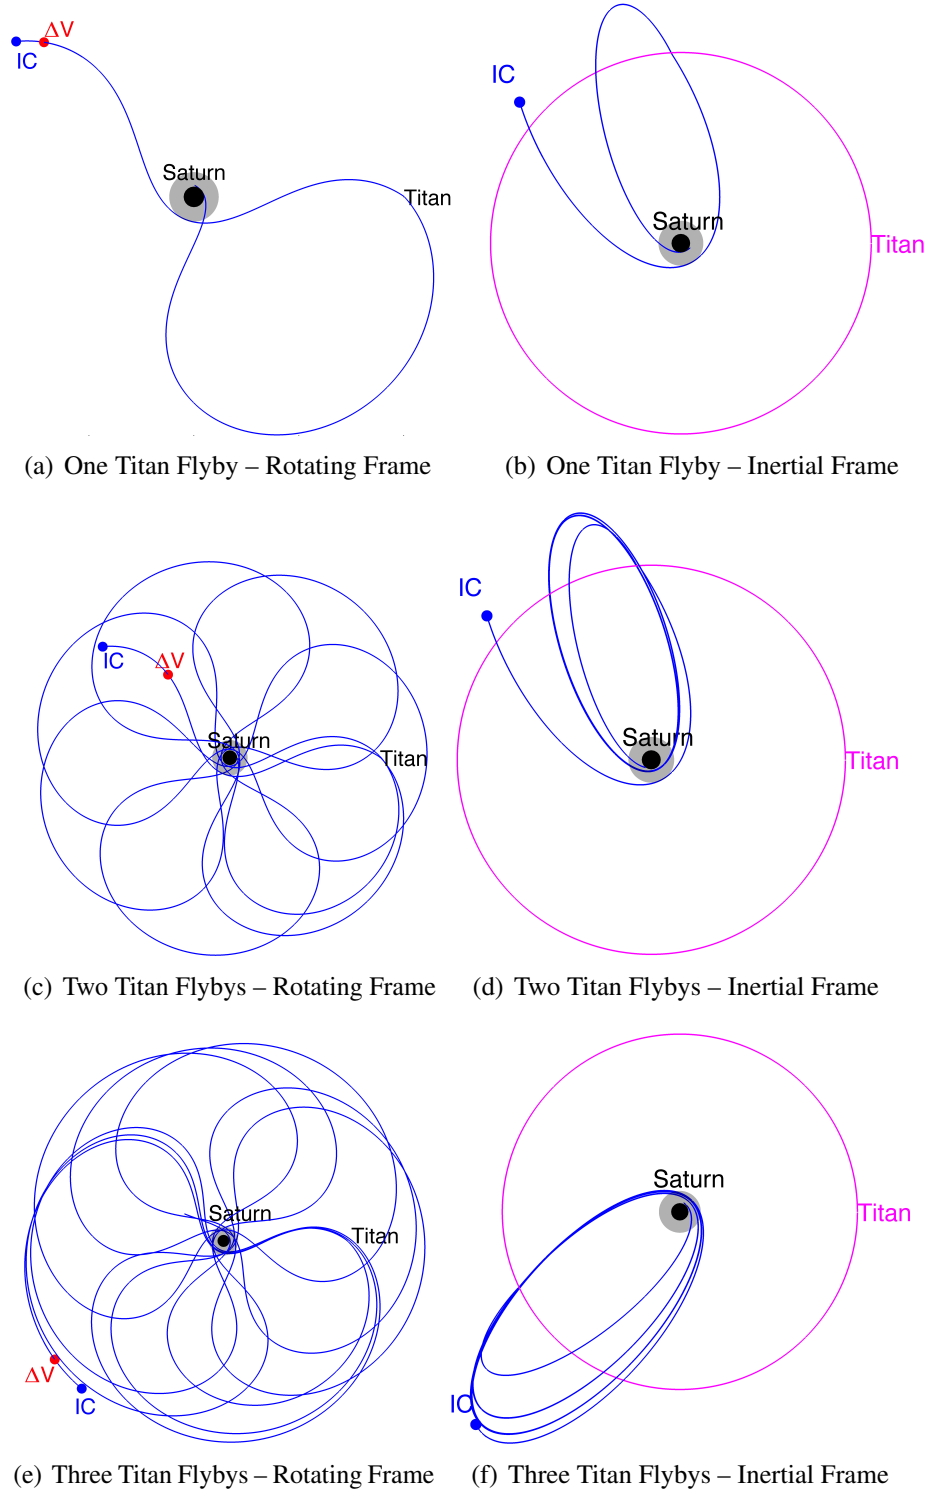 ΔV
IC
Saturn
Titan
IC
Saturn
Titan
(a) One Titan Flyby – Rotating Frame
(b) One Titan Flyby – Inertial Frame
IC
ΔV
Saturn
Titan
IC
Saturn
Titan
(c) Two Titan Flybys – Rotating Frame
(d) Two Titan Flybys – Inertial Frame
Saturn
Titan
ΔV
IC
Saturn
Titan
IC
(e) Three Titan Flybys – Rotating Frame
(f) Three Titan Flybys – Inertial Frame